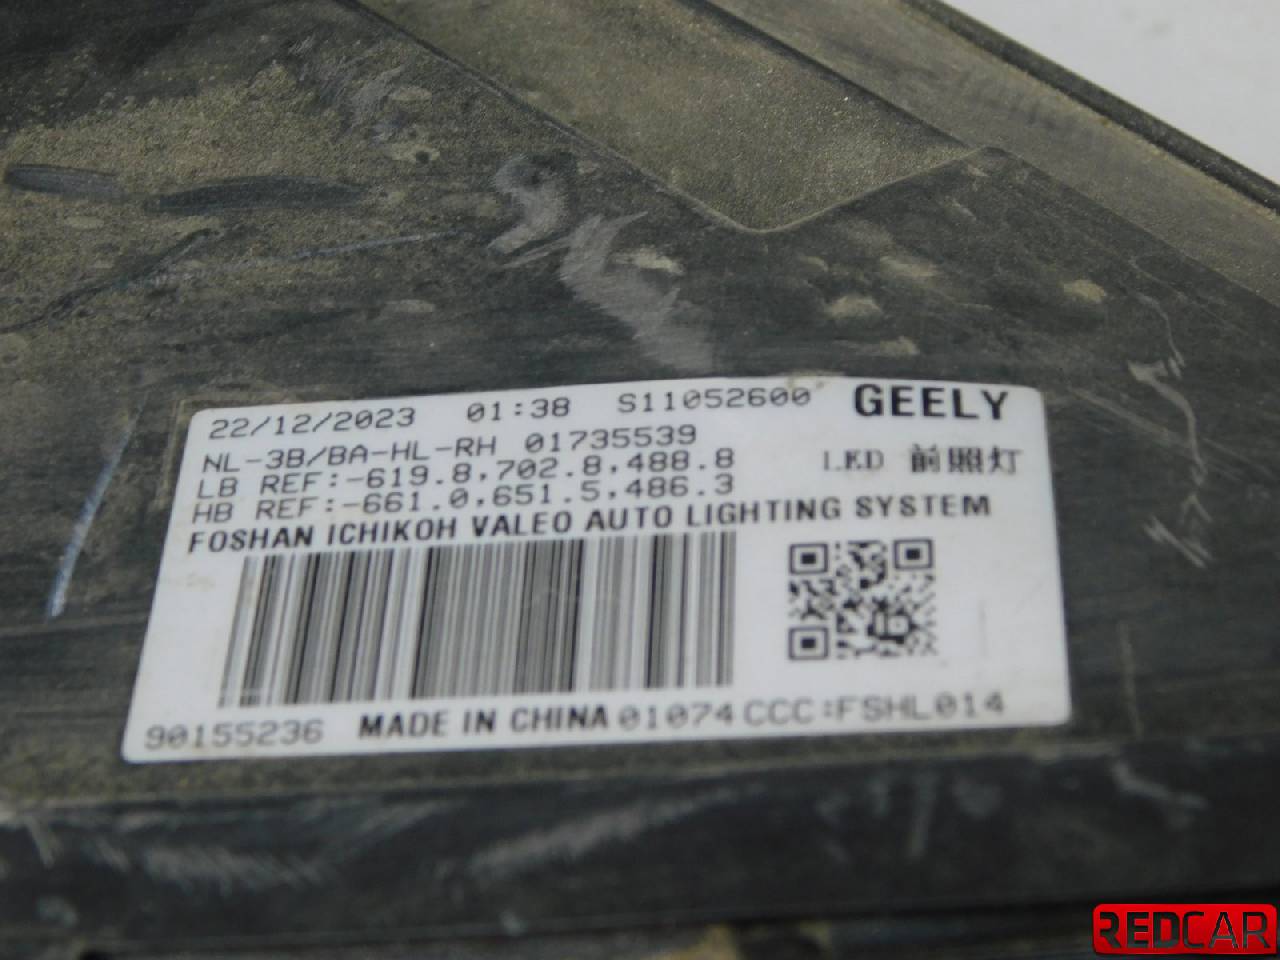 22/12/2023 01:38 S11052600 GEELY
NL-3B/BA-HL-RH 01735539
LB REF:-619.8,702.8,488.8 LED 前照灯
HB REF:-661.0,651.5,486.3
FOSHAN ICHIKOH VALEO AUTO LIGHTING SYSTEM
90155236 MADE IN CHINA 01074 CCC:FSHL014
REDCAR